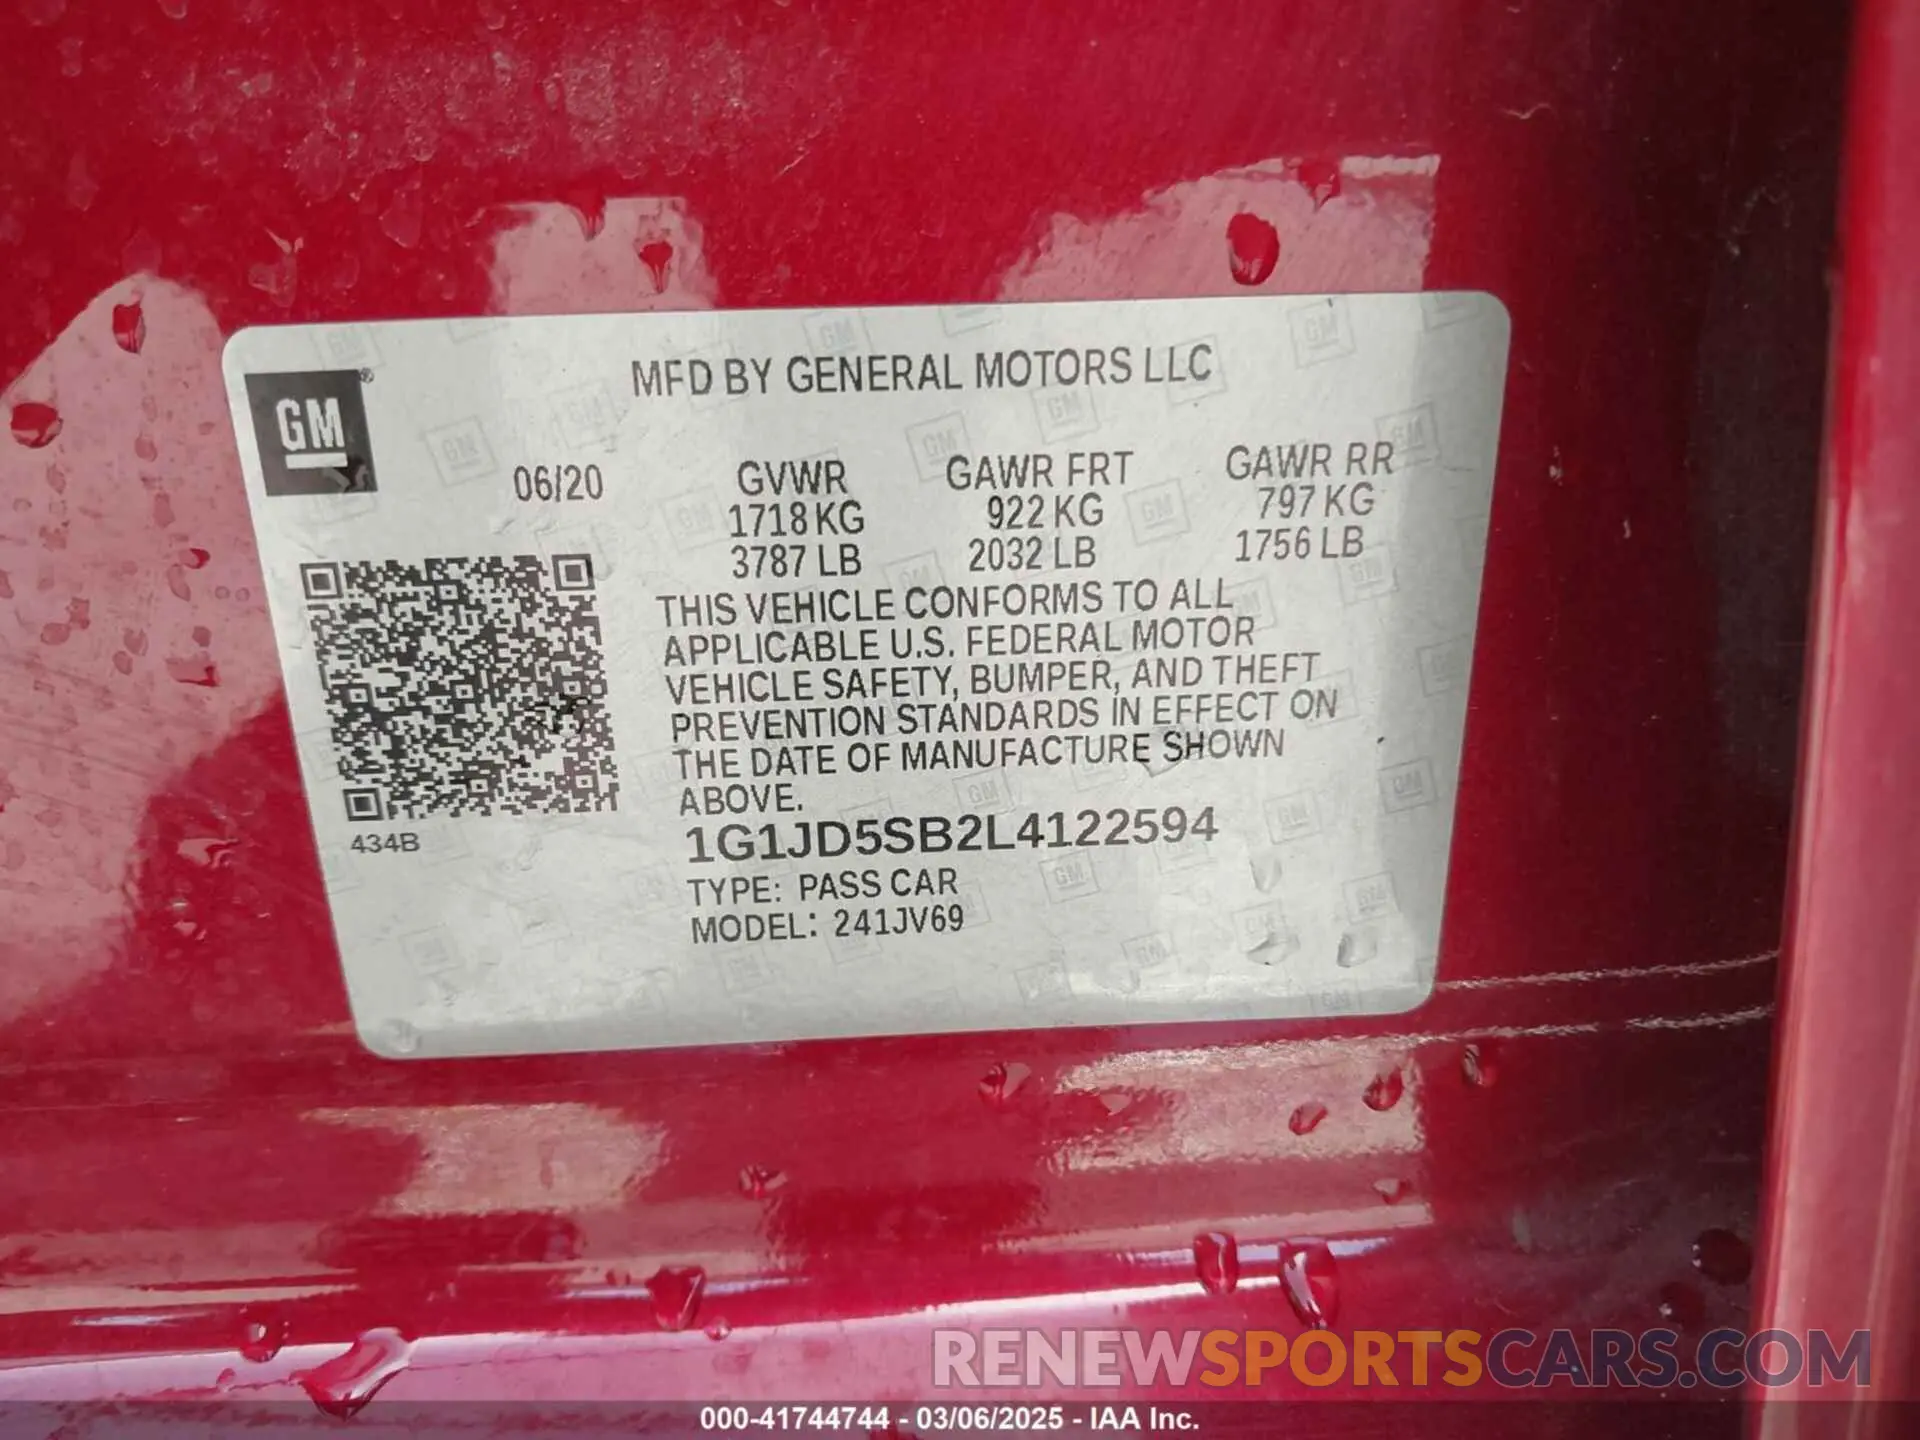 MFD BY GENERAL MOTORS LLC
GM®
06/20 GVWR GAWR FRT GAWR RR
1718 KG 922 KG 797 KG
3787 LB 2032 LB 1756 LB
THIS VEHICLE CONFORMS TO ALL
APPLICABLE U.S. FEDERAL MOTOR
VEHICLE SAFETY, BUMPER, AND THEFT
PREVENTION STANDARDS IN EFFECT ON
THE DATE OF MANUFACTURE SHOWN
ABOVE.
434B
1G1JD5SB2L4122594
TYPE: PASS CAR
MODEL: 241JV69
RENEWSPORTSCARS.COM
000-41744744 - 03/06/2025 - IAA Inc.